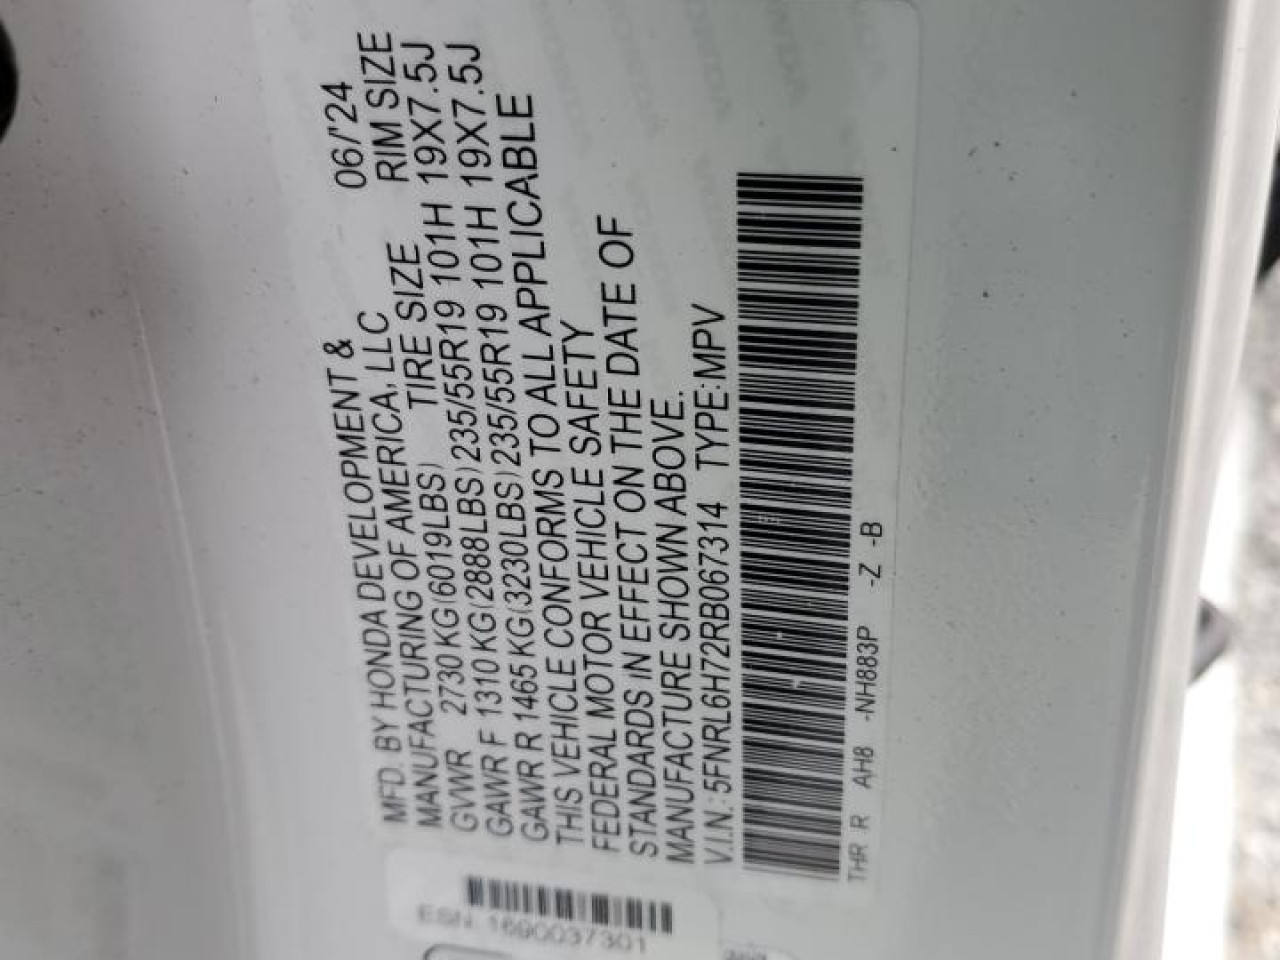 MFD. BY HONDA DEVELOPMENT & 06/'24
MANUFACTURING OF AMERICA, LLC RIM SIZE
GVWR 2730 KG(6019LBS) TIRE SIZE
GAWR F 1310 KG(2888LBS) 235/55R19 101H 19X7.5J
GAWR R 1465 KG(3230LBS) 235/55R19 101H 19X7.5J
THIS VEHICLE CONFORMS TO ALL APPLICABLE
FEDERAL MOTOR VEHICLE SAFETY
STANDARDS IN EFFECT ON THE DATE OF
MANUFACTURE SHOWN ABOVE.
V.I.N.: 5FNRL6H72RB067314 TYPE: MPV
THR R AH8 -NH883P -Z -B
ESN. 1690037301